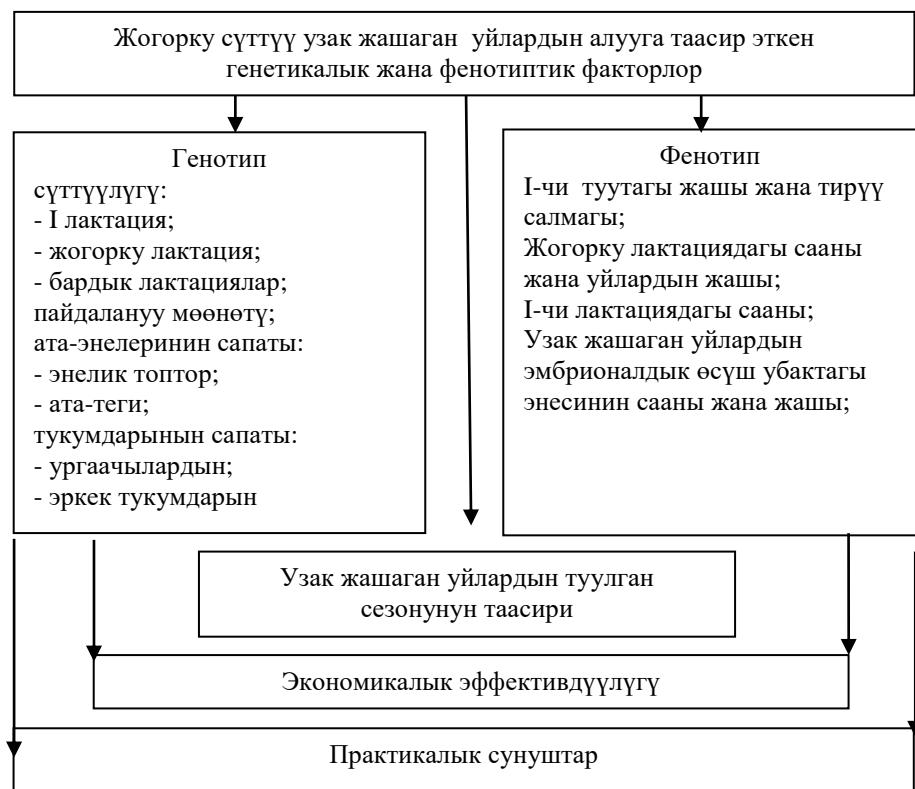 Жогорку сүттүү узак жашаган уйлардын алууга таасир эткен
генетикалык жана фенотиптик факторлор
Генотип
сүттүүлүгү:
- I лактация;
- жогорку лактация;
- бардык лактациялар;
пайдалануу мөөнөтү;
ата-энелеринин сапаты:
- энелик топтор;
- ата-теги;
тукумдарынын сапаты:
- ургаачылардын;
- эркек тукумдарын
Фенотип
I-чи туутагы жашы жана тирүү
салмагы;
Жогорку лактациядагы сааны
жана уйлардын жашы;
I-чи лактациядагы сааны;
Узак жашаган уйлардын
эмбрионалдык өсүш убактагы
энесинин сааны жана жашы;
Узак жашаган уйлардын туулган
сезонунун таасири
Экономикалык эффективдүүлүгү
Практикалык сунуштар